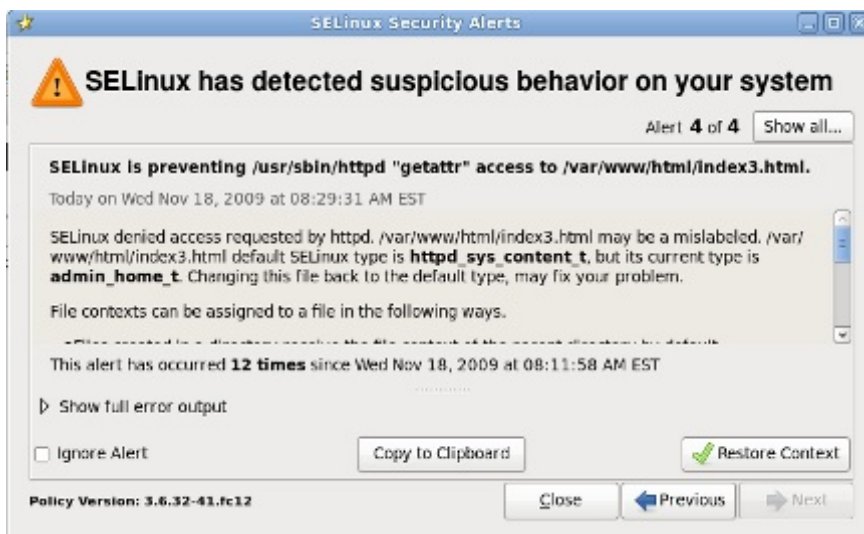 SELinux Security Alerts
SELinux has detected suspicious behavior on your system
Alert 4 of 4 Show all...
SELinux is preventing /usr/sbin/httpd "getattr" access to /var/www/html/index3.html.
Today on Wed Nov 18, 2009 at 08:29:31 AM EST
SELinux denied access requested by httpd. /var/www/html/index3.html may be a mislabeled. /var/
www/html/index3.html default SELinux type is httpd_sys_content_t, but its current type is
admin_home_t. Changing this file back to the default type, may fix your problem.
File contexts can be assigned to a file in the following ways.
This alert has occurred 12 times since Wed Nov 18, 2009 at 08:11:58 AM EST
Show full error output
Ignore Alert Copy to Clipboard Restore Context
Policy Version: 3.6.32-41.fc12 Close Previous Next